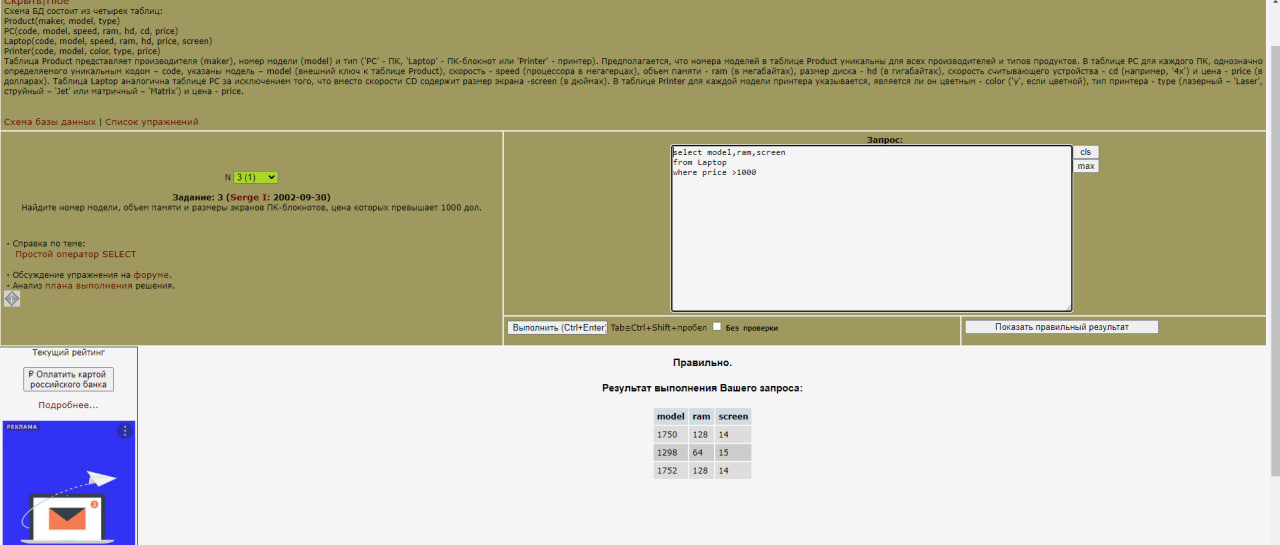 Скрыть|Hide
Схема БД состоит из четырех таблиц:
Product(maker, model, type)
PC(code, model, speed, ram, hd, cd, price)
Laptop(code, model, speed, ram, hd, price, screen)
Printer(code, model, color, type, price)
Таблица Product представляет производителя (maker), номер модели (model) и тип ('PC' - ПК, 'Laptop' - ПК-блокнот или 'Printer' - принтер). Предполагается, что номера моделей в таблице Product уникальны для всех производителей и типов продуктов. В таблице PC для каждого ПК, однозначно
определяемого уникальным кодом – code, указаны модель – model (внешний ключ к таблице Product), скорость - speed (процессора в мегагерцах), объем памяти - ram (в мегабайтах), размер диска - hd (в гигабайтах), скорость считывающего устройства - cd (например, '4x') и цена - price (в
долларах). Таблица Laptop аналогична таблице PC за исключением того, что вместо скорости CD содержит размер экрана -screen (в дюймах). В таблице Printer для каждой модели принтера указывается, является ли он цветным - color ('y', если цветной), тип принтера - type (лазерный – 'Laser',
струйный – 'Jet' или матричный – 'Matrix') и цена - price.
Схема базы данных | Список упражнений
Запрос:
select model,ram,screen
from Laptop
where price >1000
cls
max
N 3 (1)
Задание: 3 (Serge I: 2002-09-30)
Найдите номер модели, объем памяти и размеры экранов ПК-блокнотов, цена которых превышает 1000 дол.
- Справка по теме:
Простой оператор SELECT
- Обсуждение упражнения на форуме.
- Анализ плана выполнения решения.
Выполнить (Ctrl+Enter) Tab≡Ctrl+Shift+пробел Без проверки
Показать правильный результат
Текущий рейтинг
₽ Оплатить картой
российского банка
Подробнее...
РЕКЛАМА
Правильно.
Результат выполнения Вашего запроса:
model ram screen
1750 128 14
1298 64 15
1752 128 14